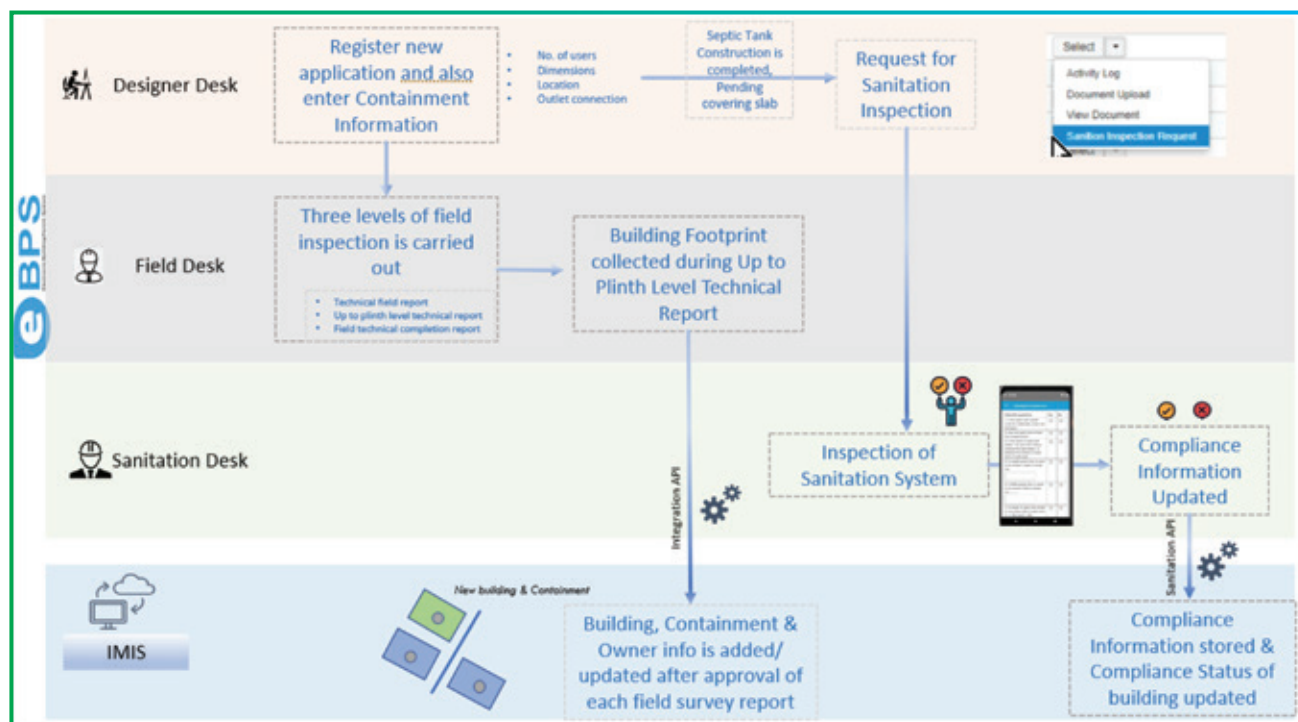 Designer Desk
Register new
application and also
enter Containment
Information
No. of users
Dimensions
Location
Outlet connection
Septic Tank
Construction is
completed,
Pending
covering slab
Request for
Sanitation
Inspection
Select
Activity Log
Document Upload
View Document
Sanition Inspection Request
Select
eBPS
Field Desk
Three levels of field
inspection is carried
out
Technical field report
Up to plinth level technical report
Field technical completion report
Building Footprint
collected during Up to
Plinth Level Technical
Report
Sanitation Desk
Integration API
Inspection of
Sanitation System
Compliance
Information
Updated
Sanitation API
IMIS
New building & Containment
Building, Containment &
Owner info is added/
updated after approval of
each field survey report
Compliance
Information stored &
Compliance Status of
building updated